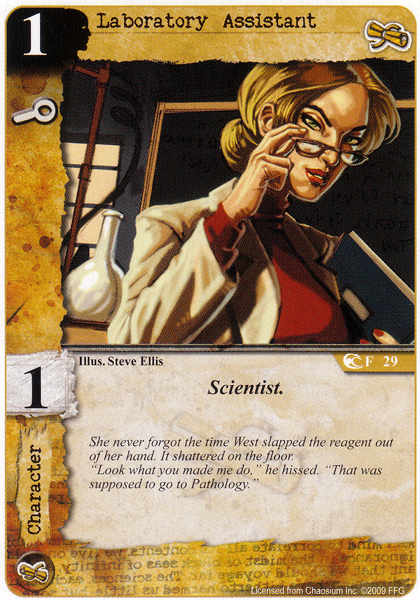 1
Laboratory Assistant
Illus. Steve Ellis
F 29
1
Scientist.
Character
She never forgot the time West slapped the reagent out
of her hand. It shattered on the floor.
“Look what you made me do,” he hissed. “That was
supposed to go to Pathology.”
Licensed from Chaosium Inc. ©2009 FFG